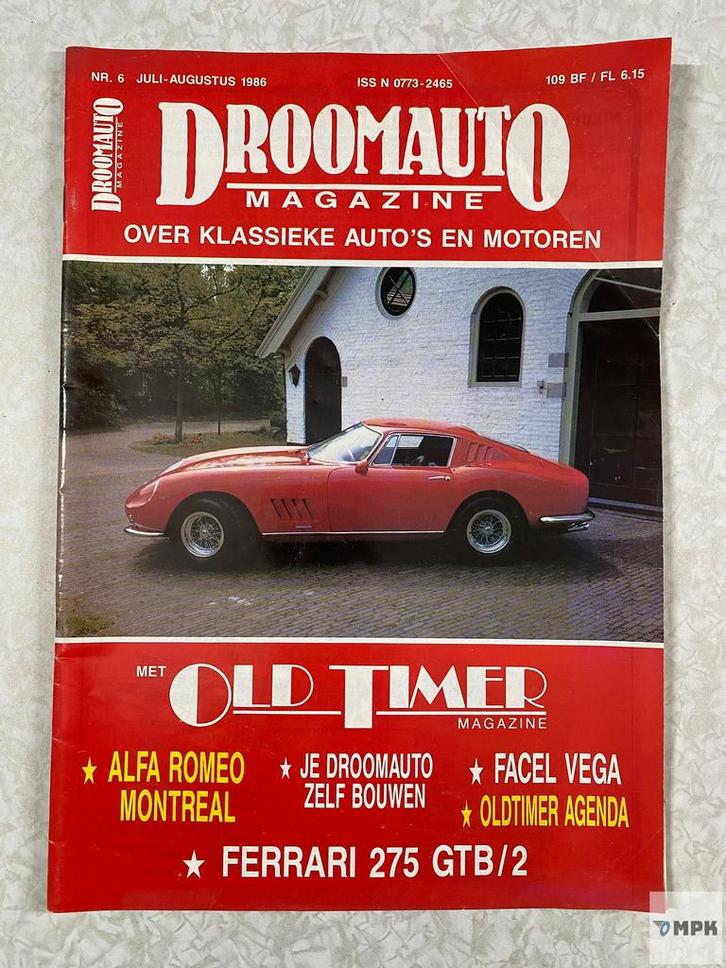 NR. 6 JULI-AUGUSTUS 1986 ISS N 0773-2465 109 BF / FL 6.15
DROOMAUTO
MAGAZINE
DROOMAUTO
MAGAZINE
OVER KLASSIEKE AUTO'S EN MOTOREN
MET OLD TIMER
MAGAZINE
★ ALFA ROMEO
MONTREAL
★ JE DROOMAUTO
ZELF BOUWEN
★ FACEL VEGA
★ OLDTIMER AGENDA
★ FERRARI 275 GTB/2
MPK